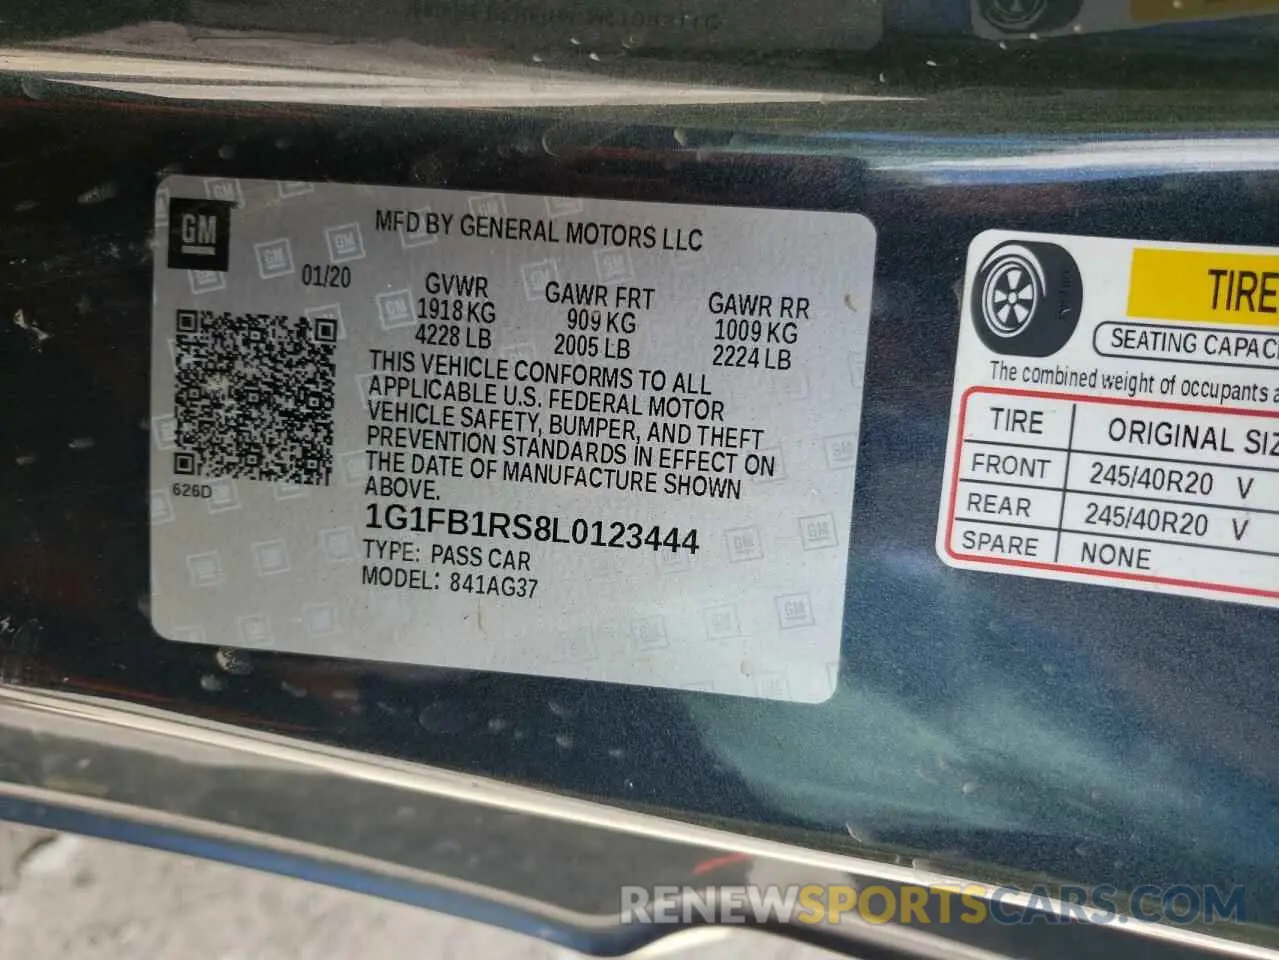 GM
MFD BY GENERAL MOTORS LLC
01/20
GVWR
1918 KG
4228 LB
GAWR FRT
909 KG
2005 LB
GAWR RR
1009 KG
2224 LB
THIS VEHICLE CONFORMS TO ALL
APPLICABLE U.S. FEDERAL MOTOR
VEHICLE SAFETY, BUMPER, AND THEFT
PREVENTION STANDARDS IN EFFECT ON
THE DATE OF MANUFACTURE SHOWN
ABOVE.
626D
1G1FB1RS8L0123444
TYPE: PASS CAR
MODEL: 841AG37
TIRE
SEATING CAPACI
The combined weight of occupants a
TIRE ORIGINAL SIZ
FRONT 245/40R20 V
REAR 245/40R20 V
SPARE NONE
RENEWSPORTSCARS.COM